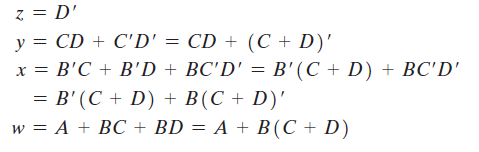 z = D'
y = CD + C'D' = CD + (C + D)'
x = B'C + B'D + BC'D' = B'(C + D) + BC'D'
= B'(C + D) + B(C + D)'
w = A + BC + BD = A + B(C + D)